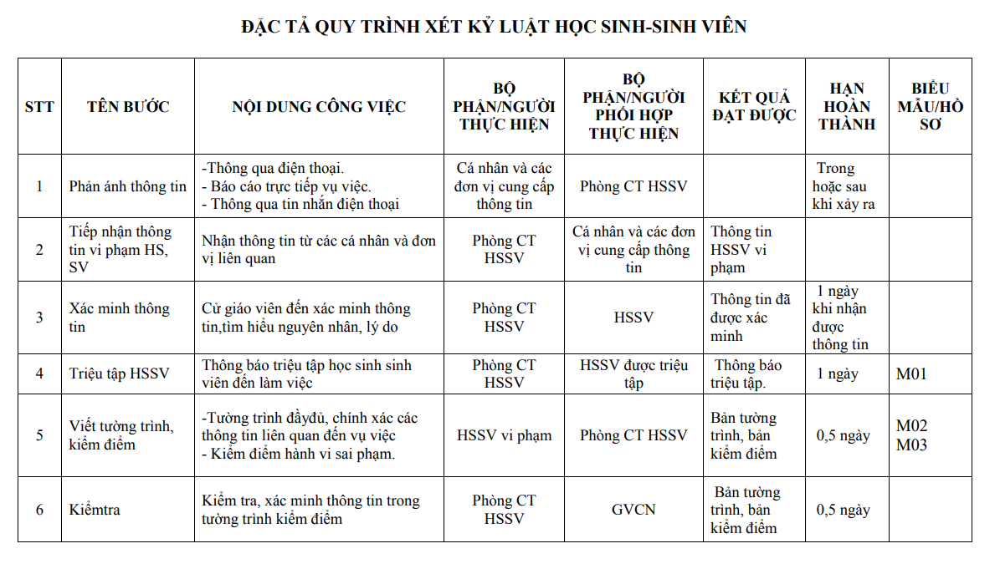 ĐẶC TẢ QUY TRÌNH XÉT KỶ LUẬT HỌC SINH-SINH VIÊN
STT
TÊN BƯỚC
NỘI DUNG CÔNG VIỆC
BỘ
PHẬN/NGƯỜI
THỰC HIỆN
BỘ
PHẬN/NGƯỜI
PHỐI HỢP
THỰC HIỆN
KẾT QUẢ
ĐẠT ĐƯỢC
HẠN
HOÀN
THÀNH
BIỂU
MẪU/HỒ
SƠ
1
Phản ánh thông tin
-Thông qua điện thoại.
- Báo cáo trực tiếp vụ việc.
- Thông qua tin nhắn điện thoại
Cá nhân và các
đơn vị cung cấp
thông tin
Phòng CT HSSV
Trong
hoặc sau
khi xảy ra
2
Tiếp nhận thông
tin vi phạm HS,
SV
Nhận thông tin từ các cá nhân và đơn
vị liên quan
Phòng CT
HSSV
Cá nhân và các đơn
vị cung cấp thông
tin
Thông tin
HSSV vi
phạm
3
Xác minh thông
tin
Cử giáo viên đến xác minh thông
tin,tìm hiểu nguyên nhân, lý do
Phòng CT
HSSV
HSSV
Thông tin đã
được xác
minh
1 ngày
khi nhận
được
thông tin
4
Triệu tập HSSV
Thông báo triệu tập học sinh sinh
viên đến làm việc
Phòng CT
HSSV
HSSV được triệu
tập
Thông báo
triệu tập.
1 ngày
M01
5
Viết tường trình,
kiểm điểm
-Tường trình đầyđủ, chính xác các
thông tin liên quan đến vụ việc
- Kiểm điểm hành vi sai phạm.
HSSV vi phạm
Phòng CT HSSV
Bản tường
trình, bản
kiểm điểm
0,5 ngày
M02
M03
6
Kiểmtra
Kiểm tra, xác minh thông tin trong
tường trình kiểm điểm
Phòng CT
HSSV
GVCN
Bản tường
trình, bản
kiểm điểm
0,5 ngày